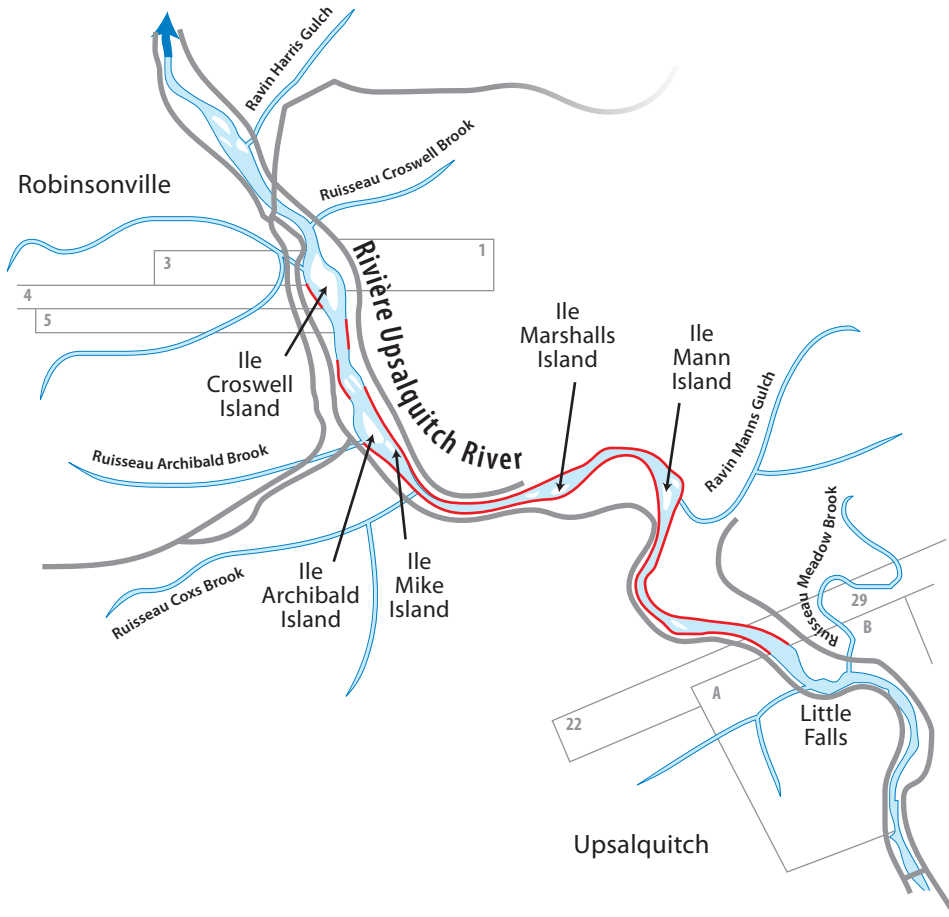 Ravin Harris Gulch
Ruisseau Croswell Brook
Robinsonville
1
3
4
5
Rivière Upsalquitch River
Ile
Croswell
Island
Ile
Marshalls
Island
Ile
Mann
Island
Ravin Manns Gulch
Ruisseau Archibald Brook
Ruisseau Meadow Brook
Ruisseau Coxs Brook
Ile
Archibald
Island
Ile
Mike
Island
29
B
A
22
Little
Falls
Upsalquitch